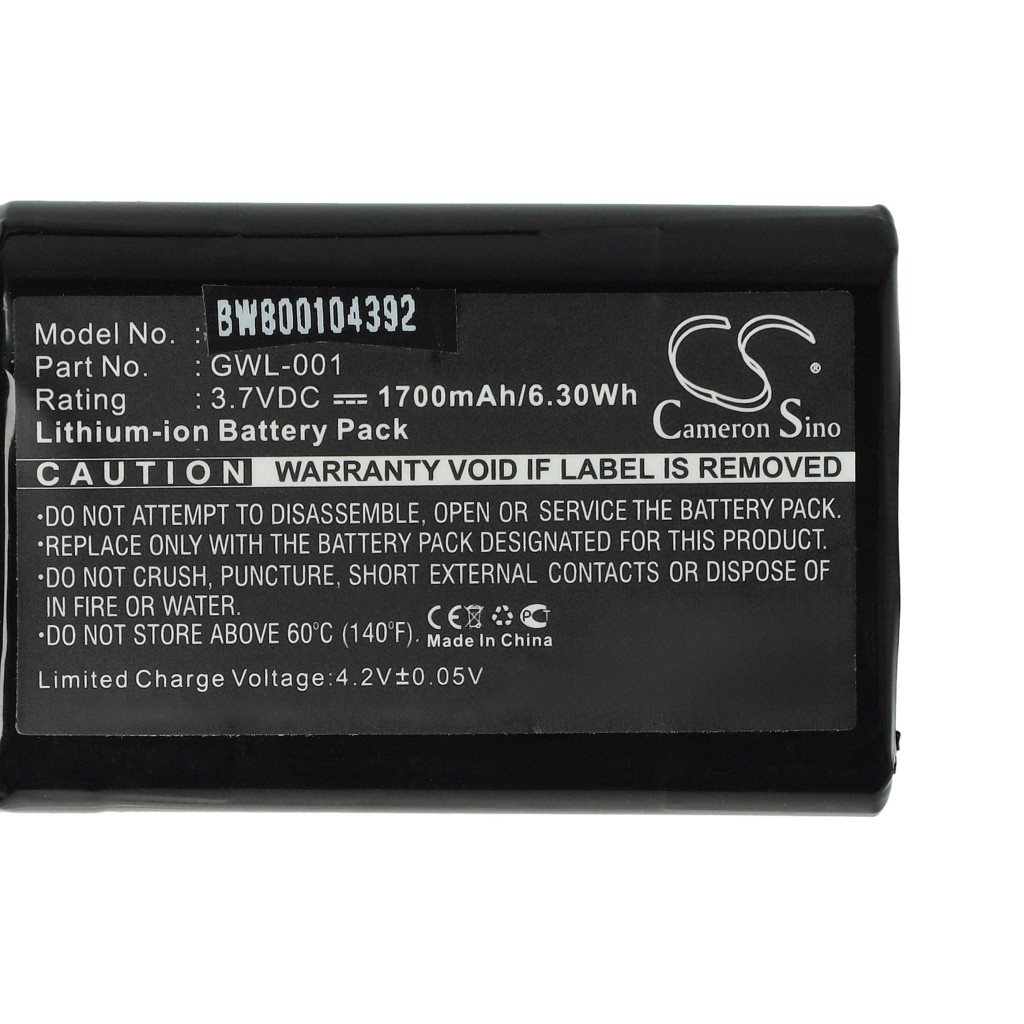 Model No. : BW800104392
Part No. : GWL-001
Rating : 3.7VDC 1700mAh/6.30Wh
Lithium-ion Battery Pack
CS ®
Cameron Sino
CAUTION WARRANTY VOID IF LABEL IS REMOVED
•DO NOT ATTEMPT TO DISASSEMBLE, OPEN OR SERVICE THE BATTERY PACK.
•REPLACE ONLY WITH THE BATTERY PACK DESIGNATED FOR THIS PRODUCT.
•DO NOT CRUSH, PUNCTURE, SHORT EXTERNAL CONTACTS OR DISPOSE OF
IN FIRE OR WATER.
•DO NOT STORE ABOVE 60°C (140°F).
CE PCT
Made In China
Limited Charge Voltage:4.2V±0.05V